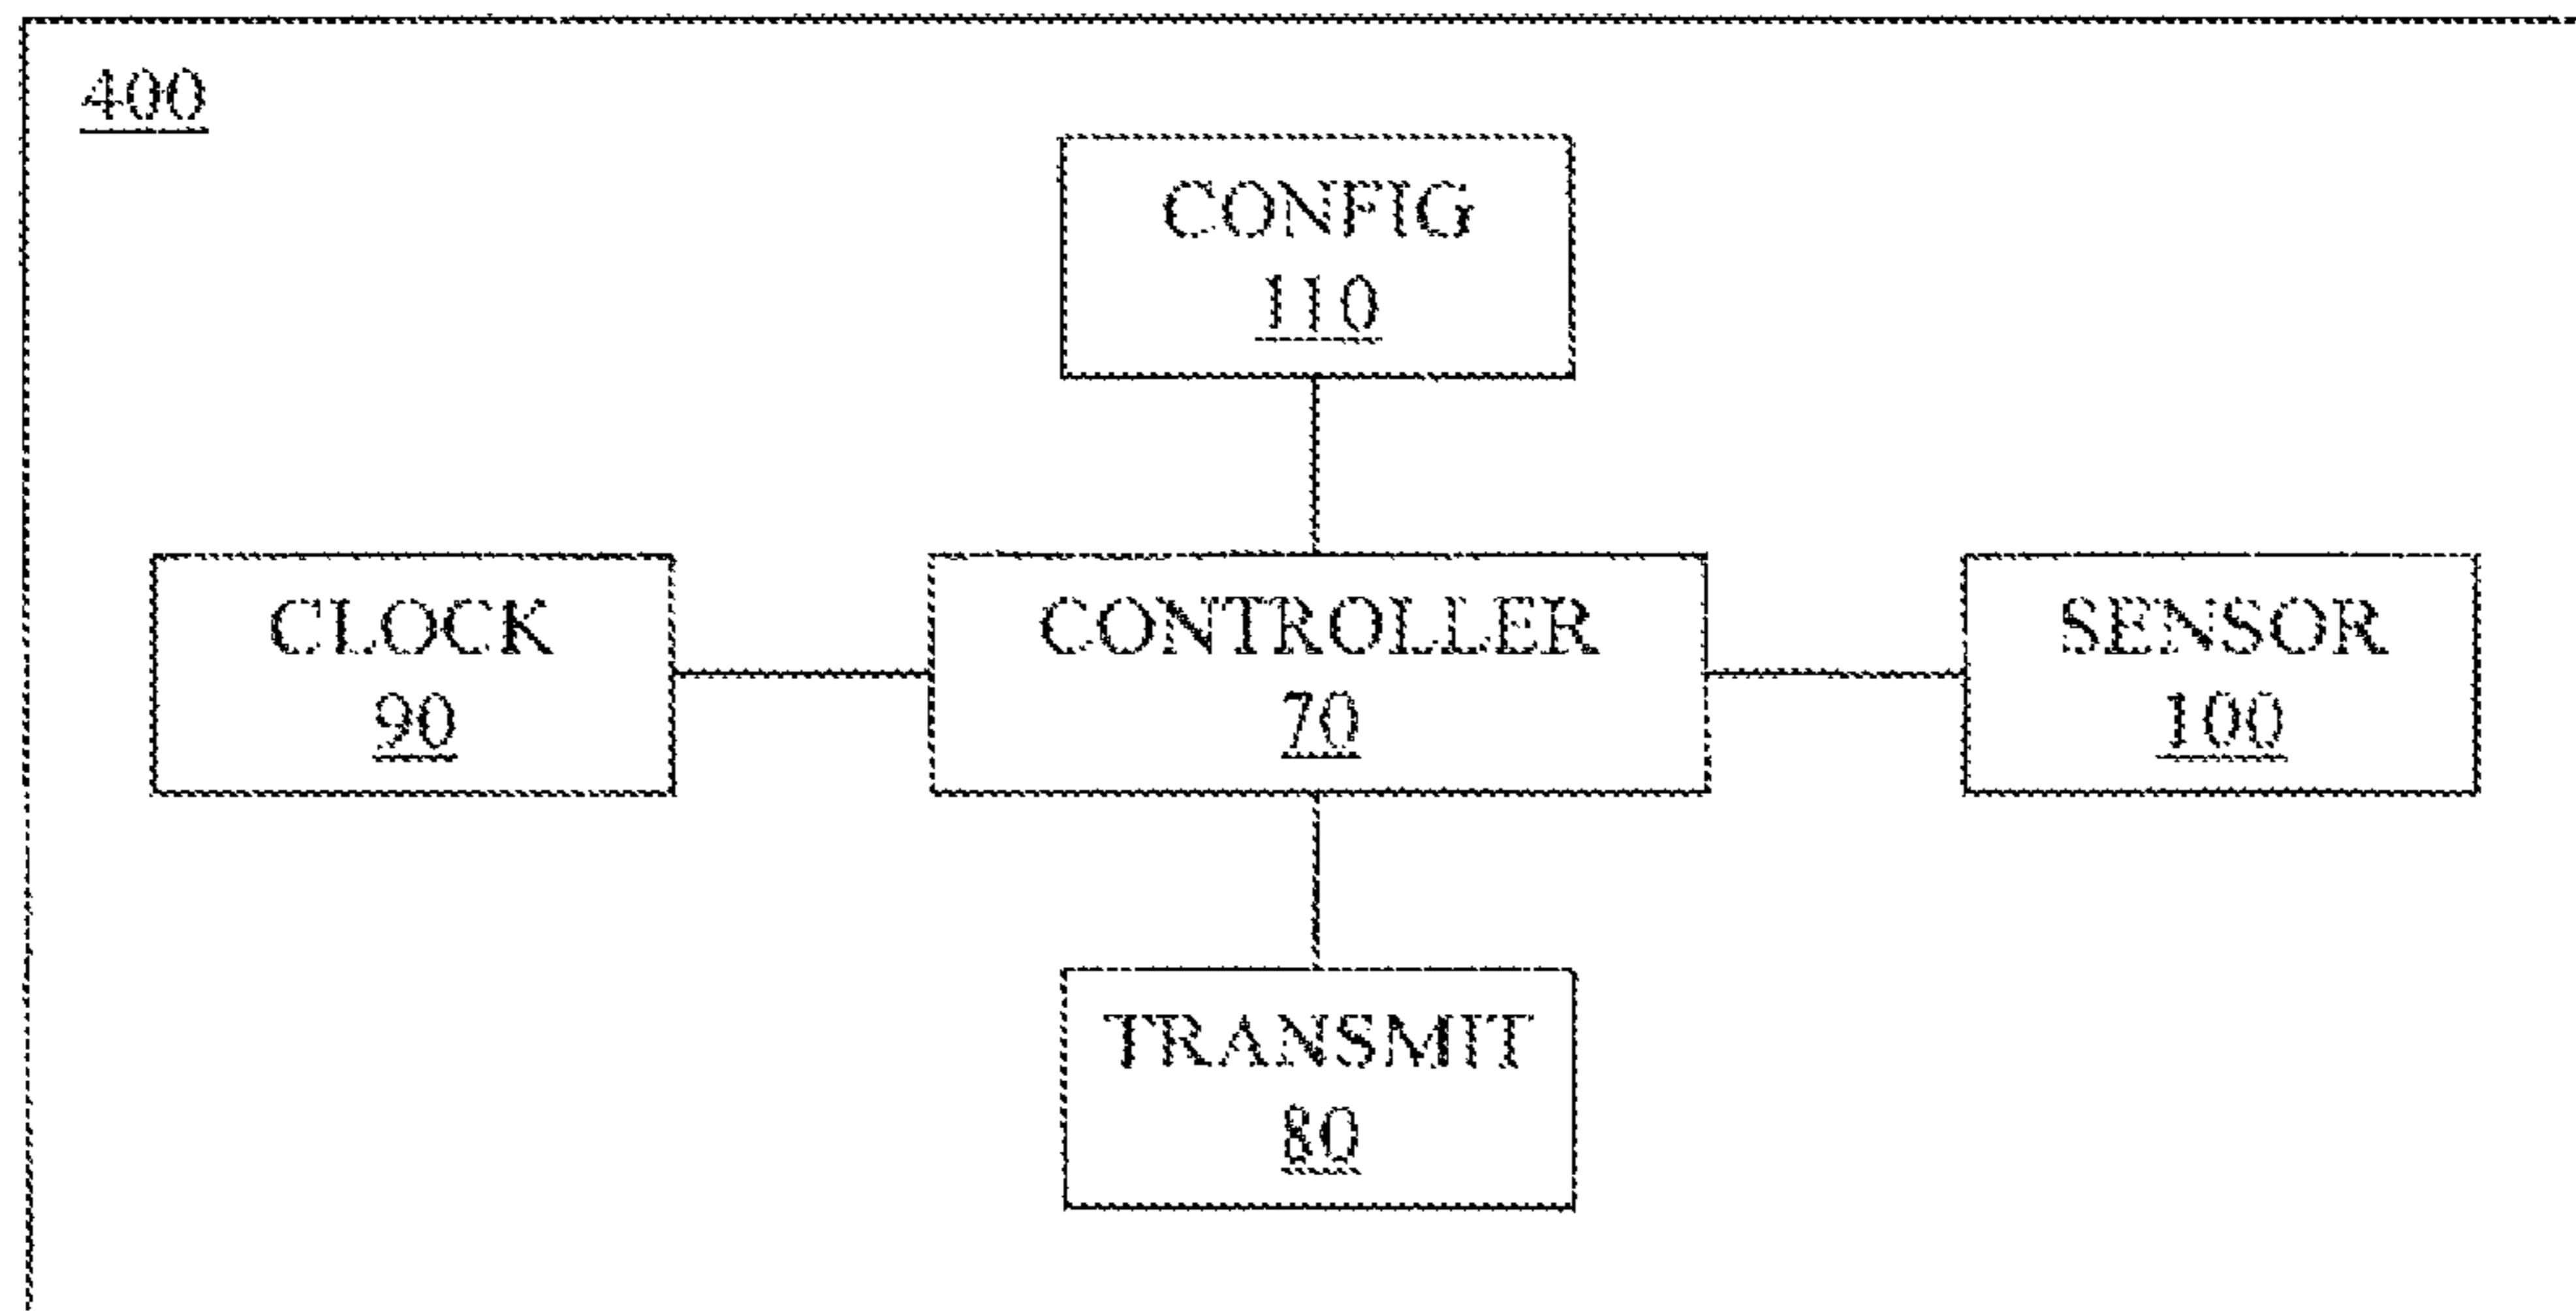 400
CONFIG
110
CLOCK
90
CONTROLLER
70
SENSOR
100
TRANSMIT
80